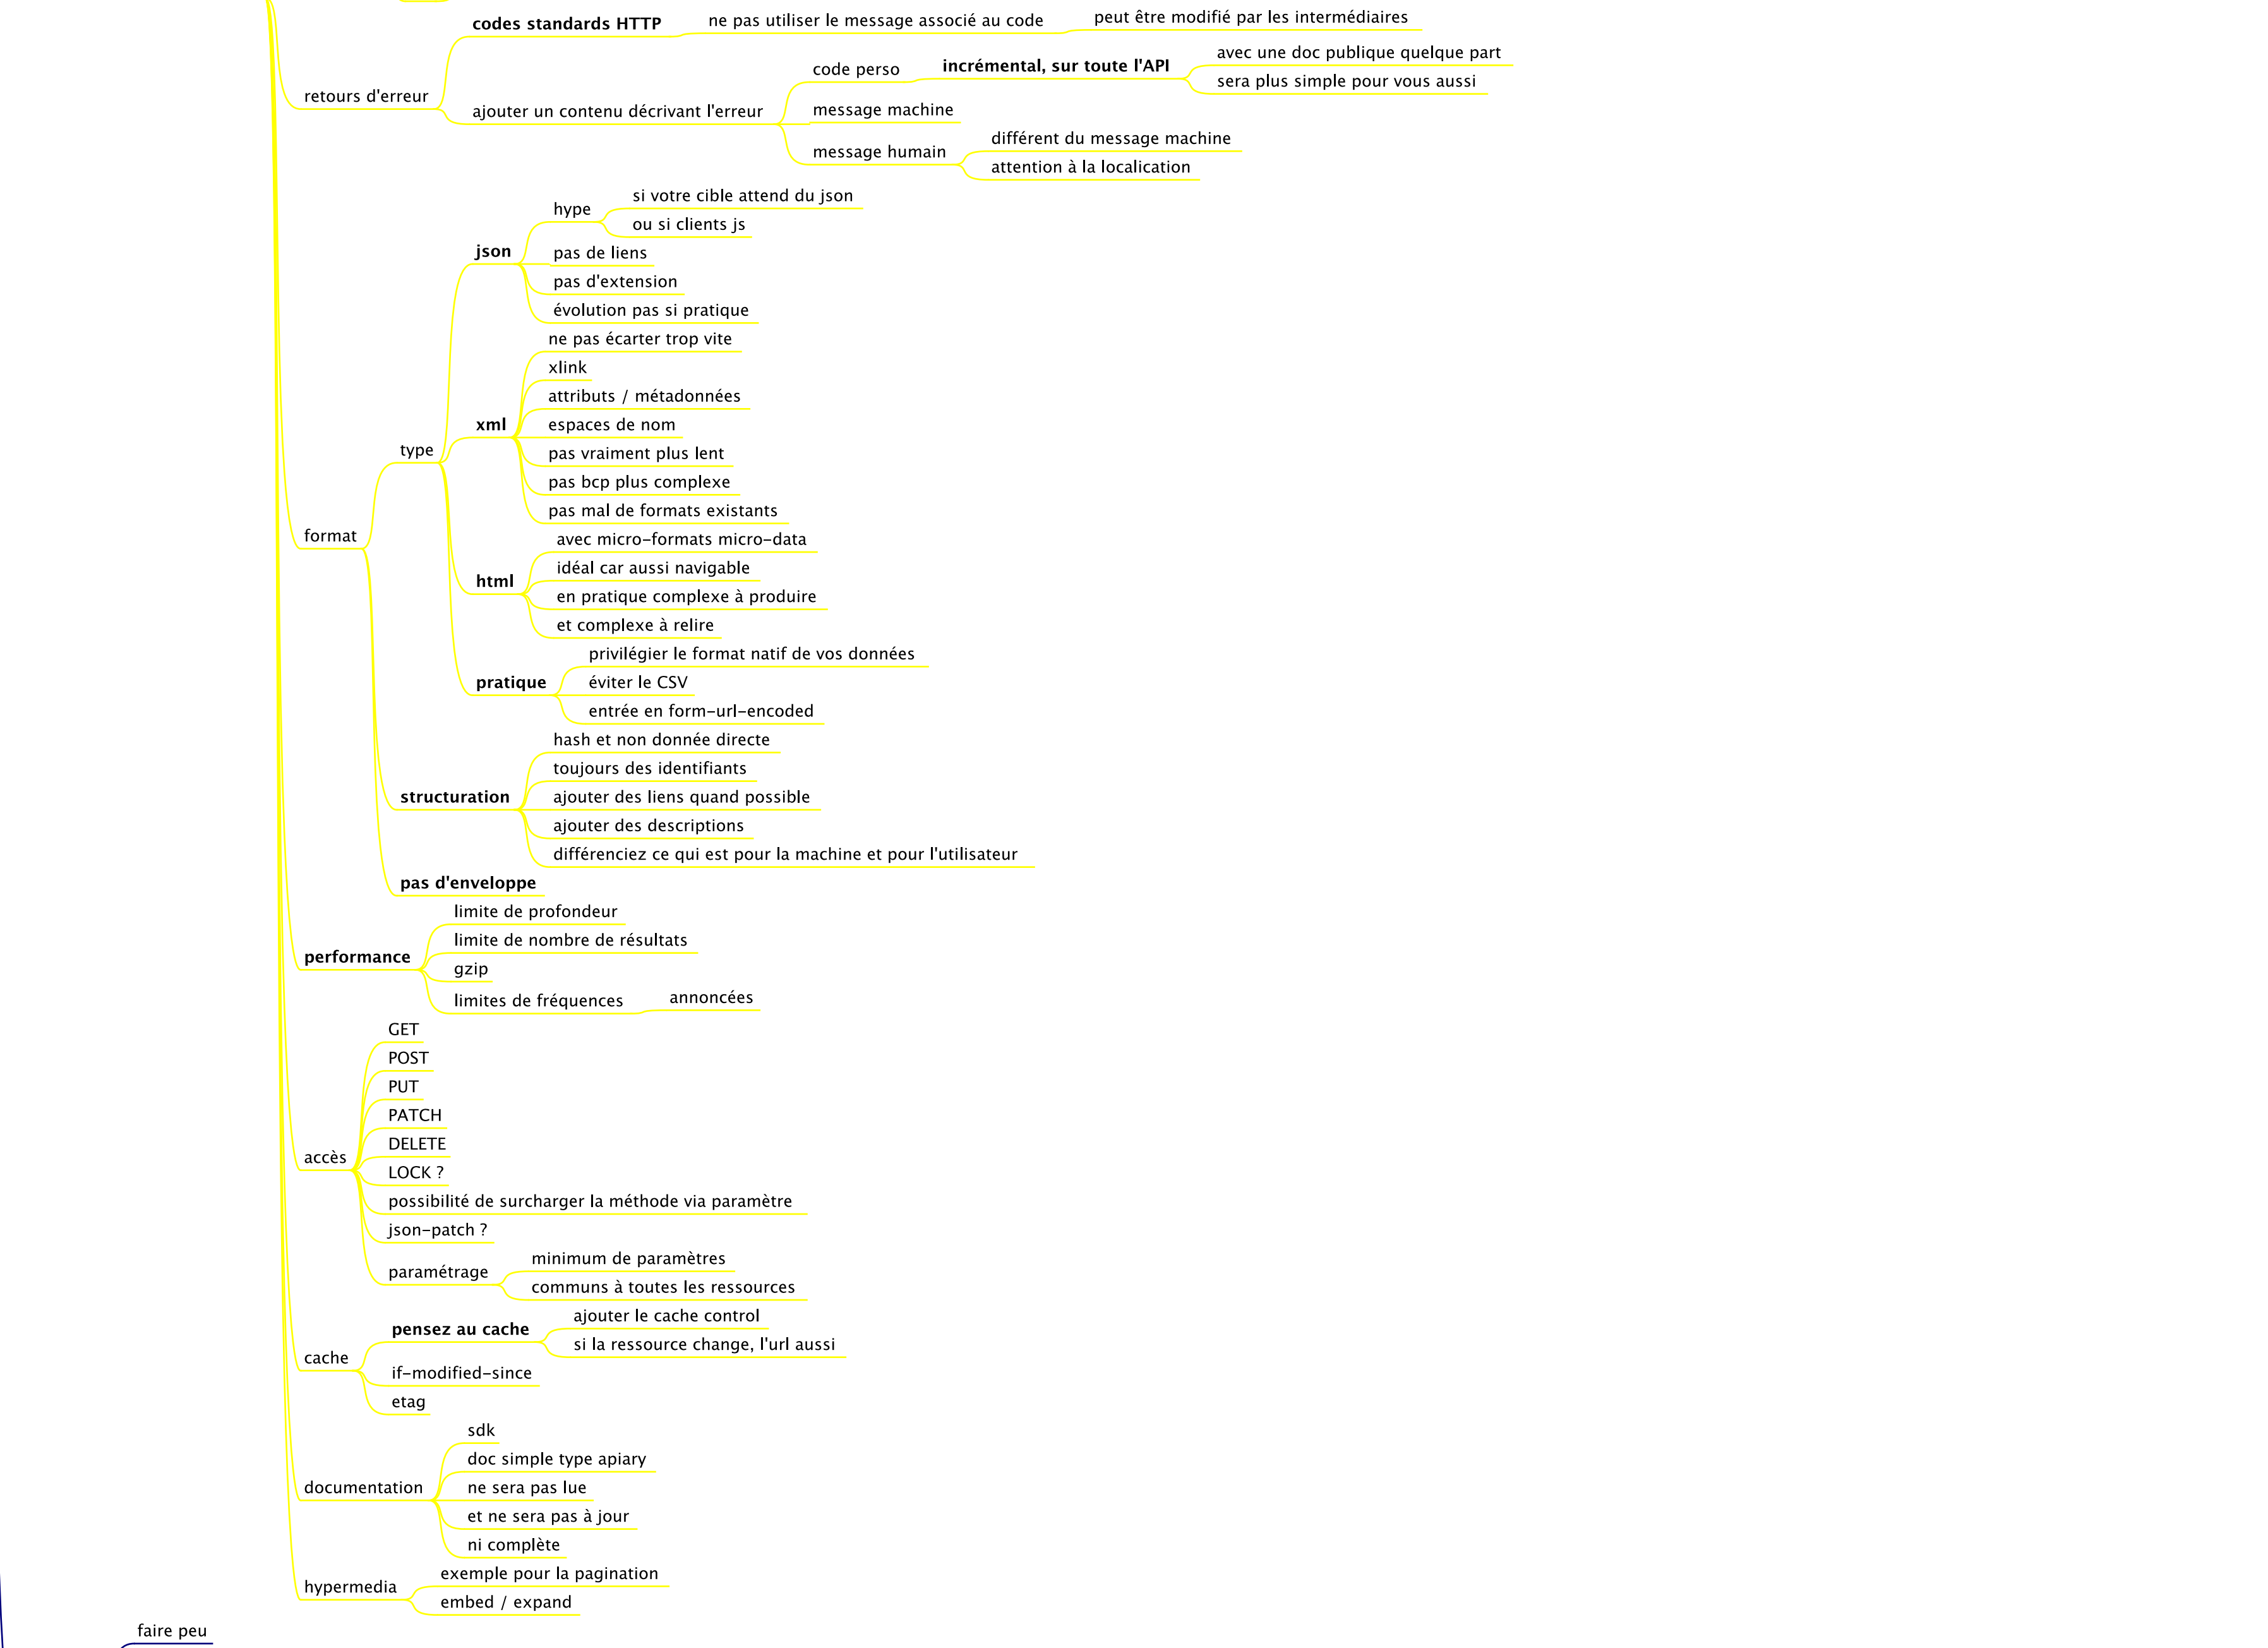 codes standards HTTP
ne pas utiliser le message associé au code
peut être modifié par les intermédiaires
retours d'erreur
ajouter un contenu décrivant l'erreur
code perso
incrémental, sur toute l'API
avec une doc publique quelque part
sera plus simple pour vous aussi
message machine
message humain
différent du message machine
attention à la localication
format
type
json
hype
si votre cible attend du json
ou si clients js
pas de liens
pas d'extension
évolution pas si pratique
xml
ne pas écarter trop vite
xlink
attributs / métadonnées
espaces de nom
pas vraiment plus lent
pas bcp plus complexe
pas mal de formats existants
html
avec micro-formats micro-data
idéal car aussi navigable
en pratique complexe à produire
et complexe à relire
pratique
privilégier le format natif de vos données
éviter le CSV
entrée en form-url-encoded
structuration
hash et non donnée directe
toujours des identifiants
ajouter des liens quand possible
ajouter des descriptions
différenciez ce qui est pour la machine et pour l'utilisateur
pas d'enveloppe
performance
limite de profondeur
limite de nombre de résultats
gzip
limites de fréquences
annoncées
accès
GET
POST
PUT
PATCH
DELETE
LOCK ?
possibilité de surcharger la méthode via paramètre
json-patch ?
paramétrage
minimum de paramètres
communs à toutes les ressources
cache
pensez au cache
ajouter le cache control
si la ressource change, l'url aussi
if-modified-since
etag
documentation
sdk
doc simple type apiary
ne sera pas lue
et ne sera pas à jour
ni complète
hypermedia
exemple pour la pagination
embed / expand
faire peu